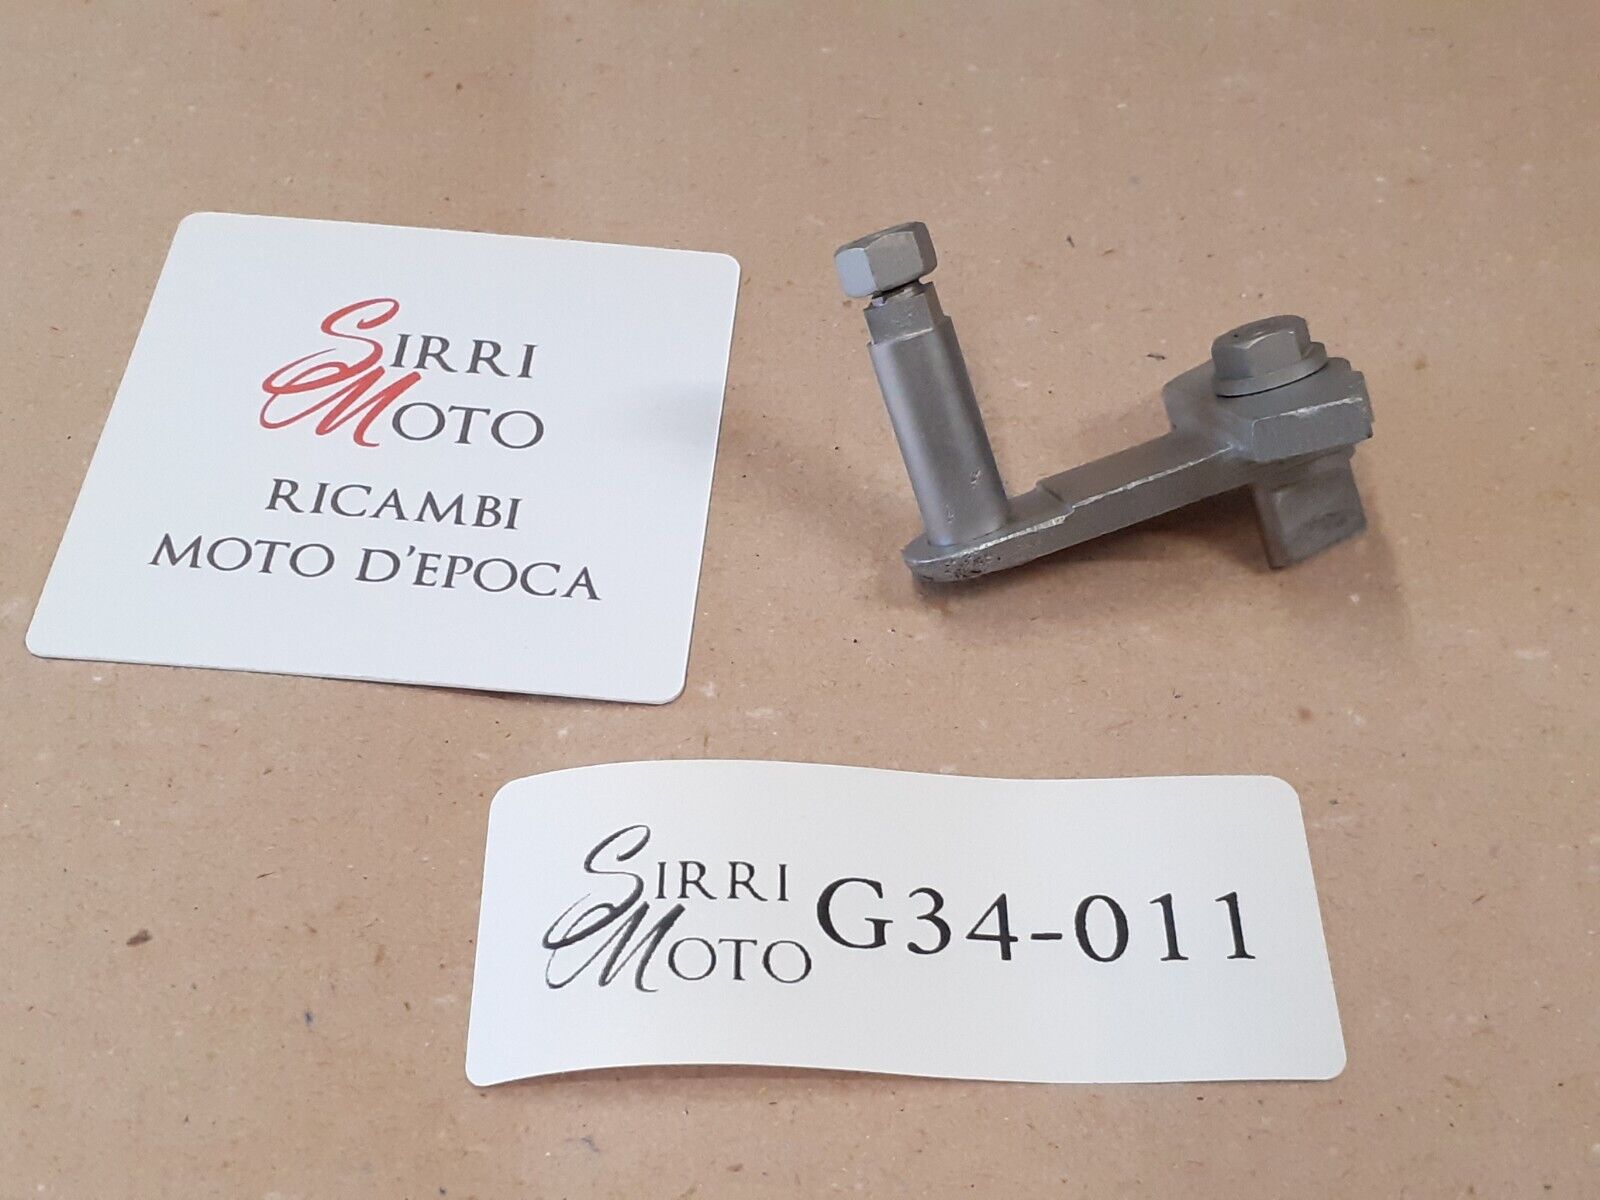 SIRRI
MOTO
RICAMBI
MOTO D'EPOCA
SIRRI
MOTO
G34-011